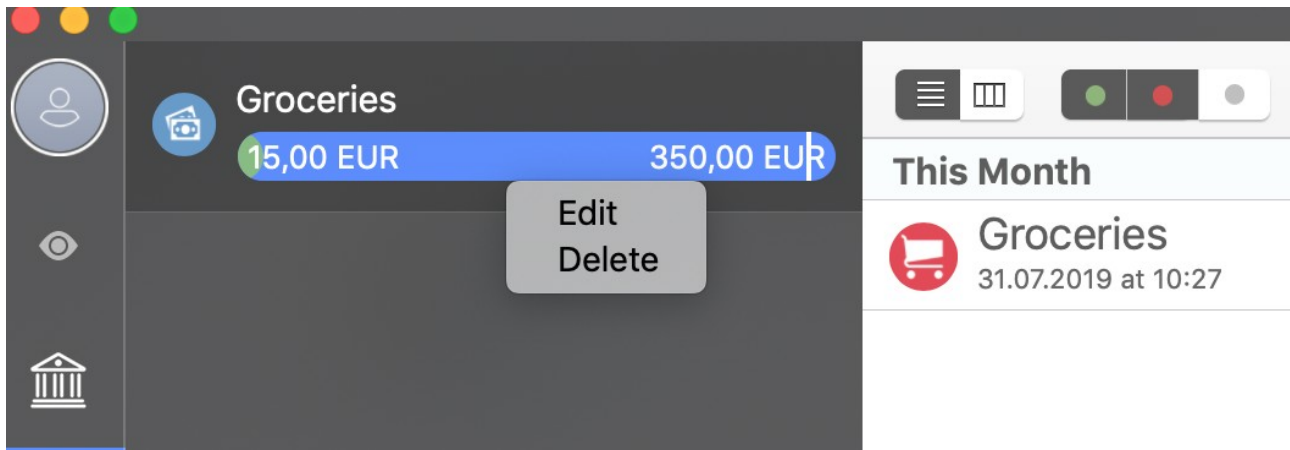 Groceries
15,00 EUR 350,00 EUR
Edit
Delete
This Month
Groceries
31.07.2019 at 10:27